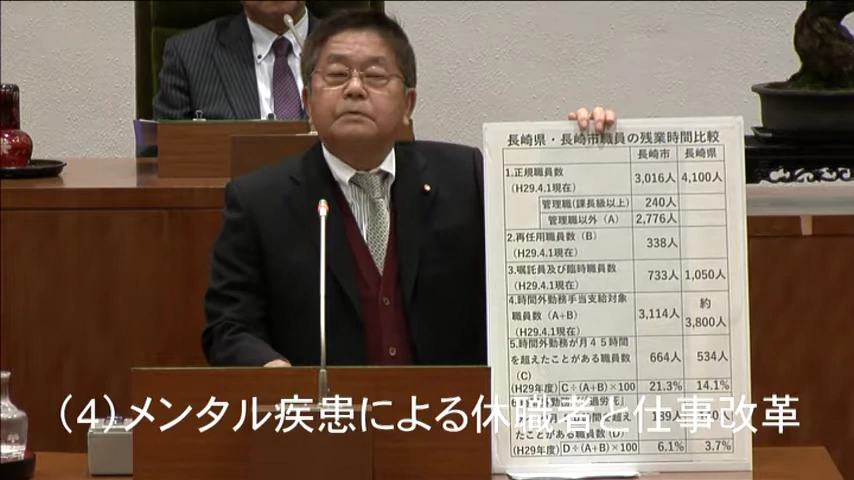 長崎県・長崎市職員の残業時間比較
長崎市 長崎県
1.正規職員数
(H29.4.1現在) 3,016人 4,100人
管理職(課長級以上) 240人
管理職以外(A) 2,776人
2.再任用職員数(B)
(H29.4.1現在) 338人
3.嘱託員及び臨時職員数
(H29.4.1現在) 733人 1,050人
4.時間外勤務手当支給対象
職員数(A+B)
(H29.4.1現在) 3,114人 約
3,800人
5.時間外勤務が月45時間
を超えたことがある職員数
(C) 664人 534人
(H29年度) C÷(A+B)×100 21.3% 14.1%
たことがある職員数(D)
(H29年度) D÷(A+B)×100 6.1% 3.7%
(4)メンタル疾患による休職者と仕事改革